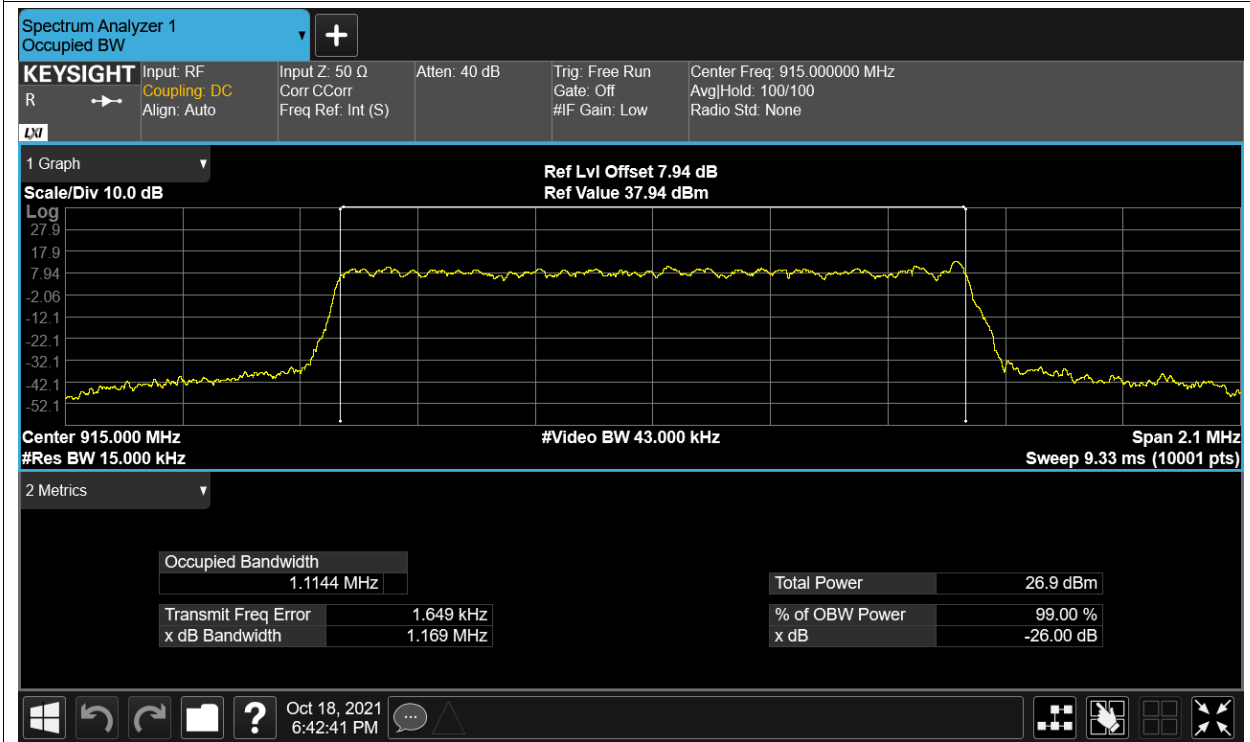 Spectrum Analyzer 1
Occupied BW
KEYSIGHT
R
LXI
Input: RF
Coupling: DC
Align: Auto
Input Z: 50 Ω
Corr CCorr
Freq Ref: Int (S)
Atten: 40 dB
Trig: Free Run
Gate: Off
#IF Gain: Low
Center Freq: 915.000000 MHz
Avg|Hold: 100/100
Radio Std: None
1 Graph
Scale/Div 10.0 dB
Ref Lvl Offset 7.94 dB
Ref Value 37.94 dBm
Log
27.9
17.9
7.94
-2.06
-12.1
-22.1
-32.1
-42.1
-52.1
Center 915.000 MHz
#Video BW 43.000 kHz
Span 2.1 MHz
#Res BW 15.000 kHz
Sweep 9.33 ms (10001 pts)
2 Metrics
Occupied Bandwidth
1.1144 MHz
Total Power 26.9 dBm
Transmit Freq Error 1.649 kHz
% of OBW Power 99.00 %
x dB Bandwidth 1.169 MHz
x dB -26.00 dB
?
Oct 18, 2021
6:42:41 PM